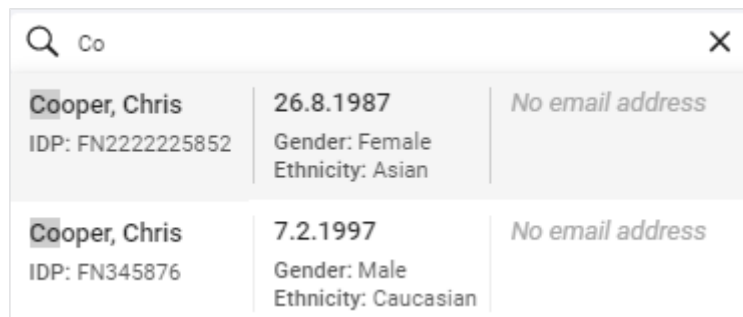 Co
Cooper, Chris
IDP: FN2222225852
26.8.1987
Gender: Female
Ethnicity: Asian
No email address
Cooper, Chris
IDP: FN345876
7.2.1997
Gender: Male
Ethnicity: Caucasian
No email address